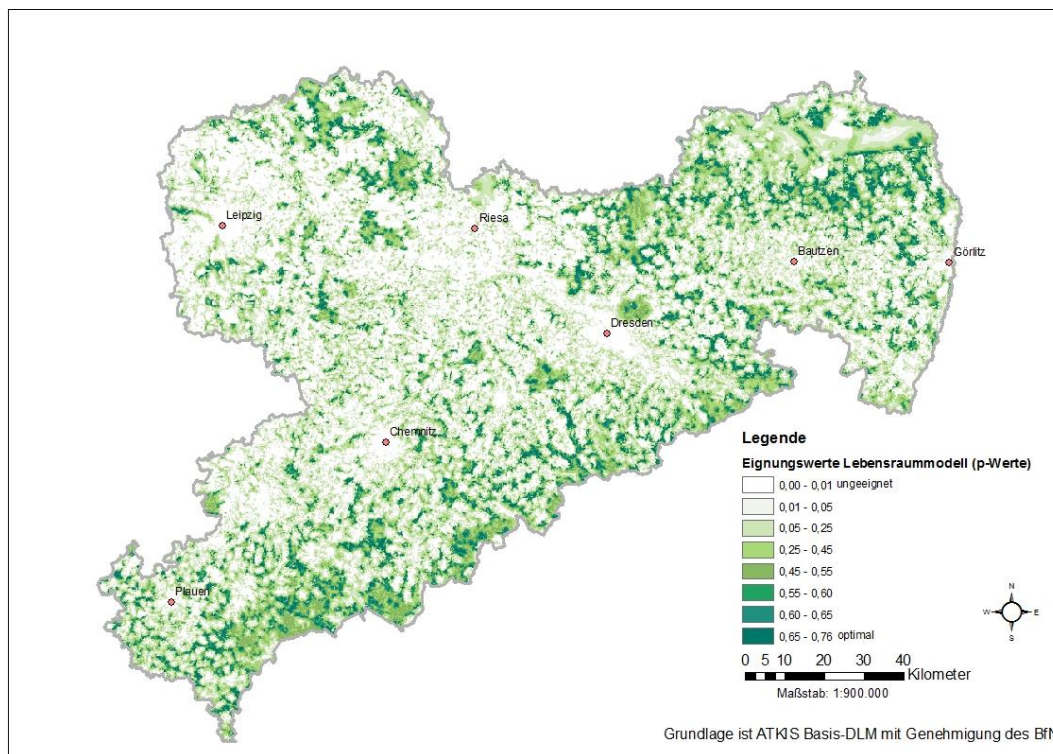 Leipzig
Riesa
Bautzen
Görlitz
Dresden
Chemnitz
Plauen
Legende
Eignungswerte Lebensraummodell (p-Werte)
0,00 - 0,01 ungeeignet
0,01 - 0,05
0,05 - 0,25
0,25 - 0,45
0,45 - 0,55
0,55 - 0,60
0,60 - 0,65
0,65 - 0,76 optimal
N
W E
S
0 5 10 20 30 40 Kilometer
Maßstab: 1:900.000
Grundlage ist ATKIS Basis-DLM mit Genehmigung des BfN